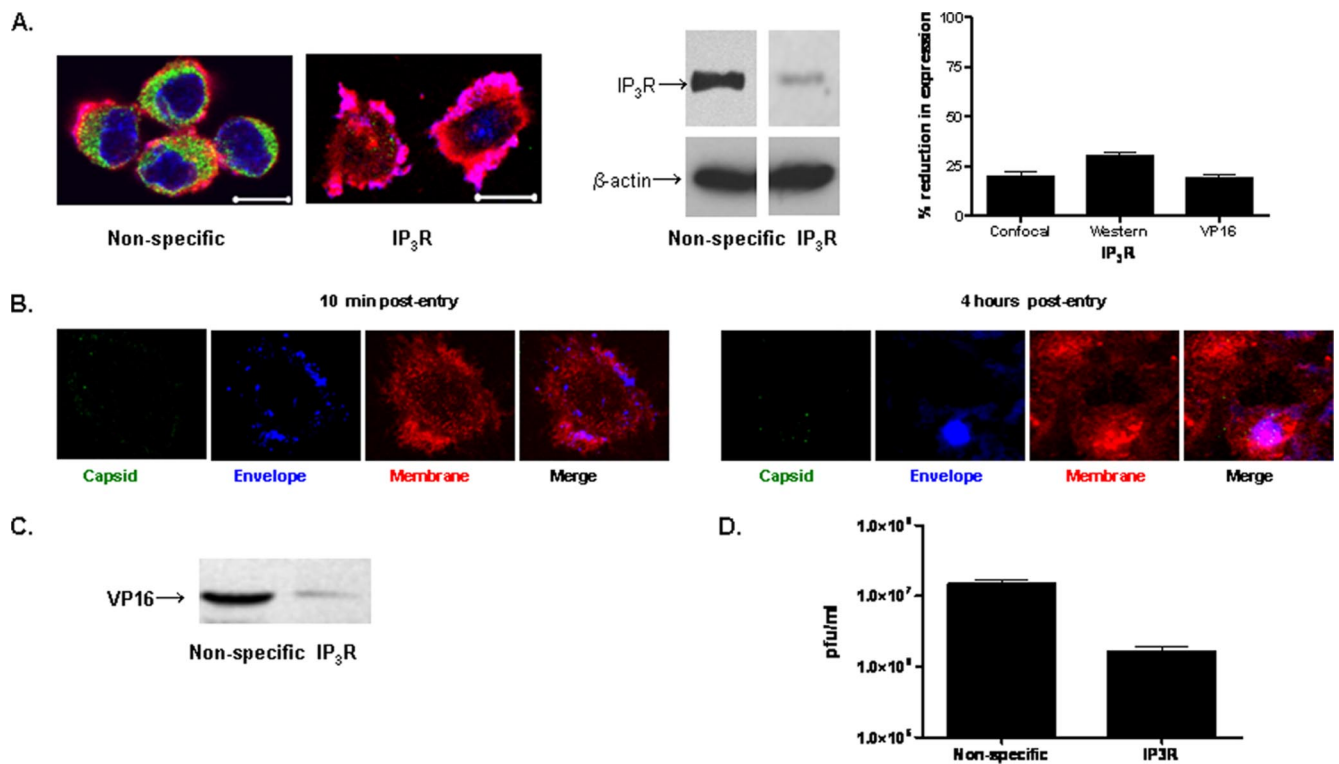 A.
Non-specific
IP₃R
IP₃R
β-actin
Non-specific IP₃R
% reduction in expression
100
75
50
25
0
Confocal Western VP16
IP₃R
B.
10 min post-entry
4 hours post-entry
Capsid Envelope Membrane Merge
Capsid Envelope Membrane Merge
C.
VP16
Non-specific IP₃R
D.
pfu/ml
1.0×10⁸
1.0×10⁷
1.0×10⁶
1.0×10⁵
Non-specific IP3R